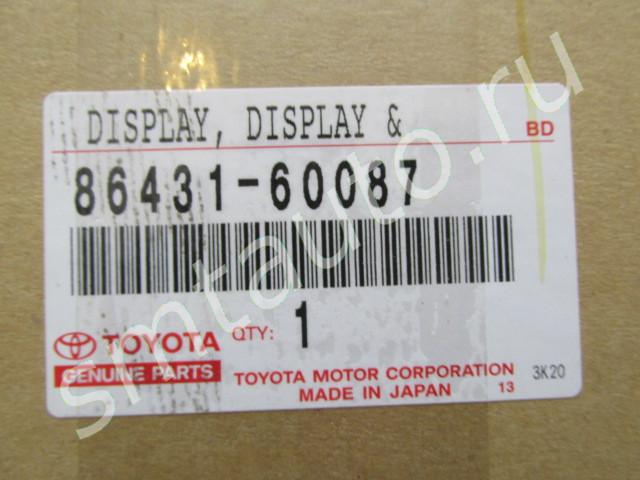 DISPLAY, DISPLAY &
BD
86431-60087
TOYOTA
QTY: 1
GENUINE PARTS
TOYOTA MOTOR CORPORATION
MADE IN JAPAN 13
3K20
smtauto.ru